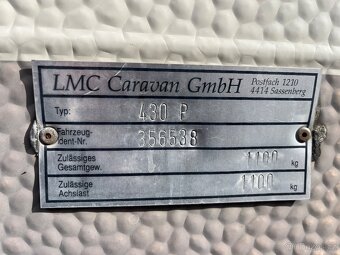 LMC Caravan GmbH Postfach 1210
4414 Sassenberg
Typ: 430 P
Fahrzeug-
dent-Nr. 356538
Zulässiges
Gesamtgew. 1100 kg
Zulässige
Achslast 1100 kg